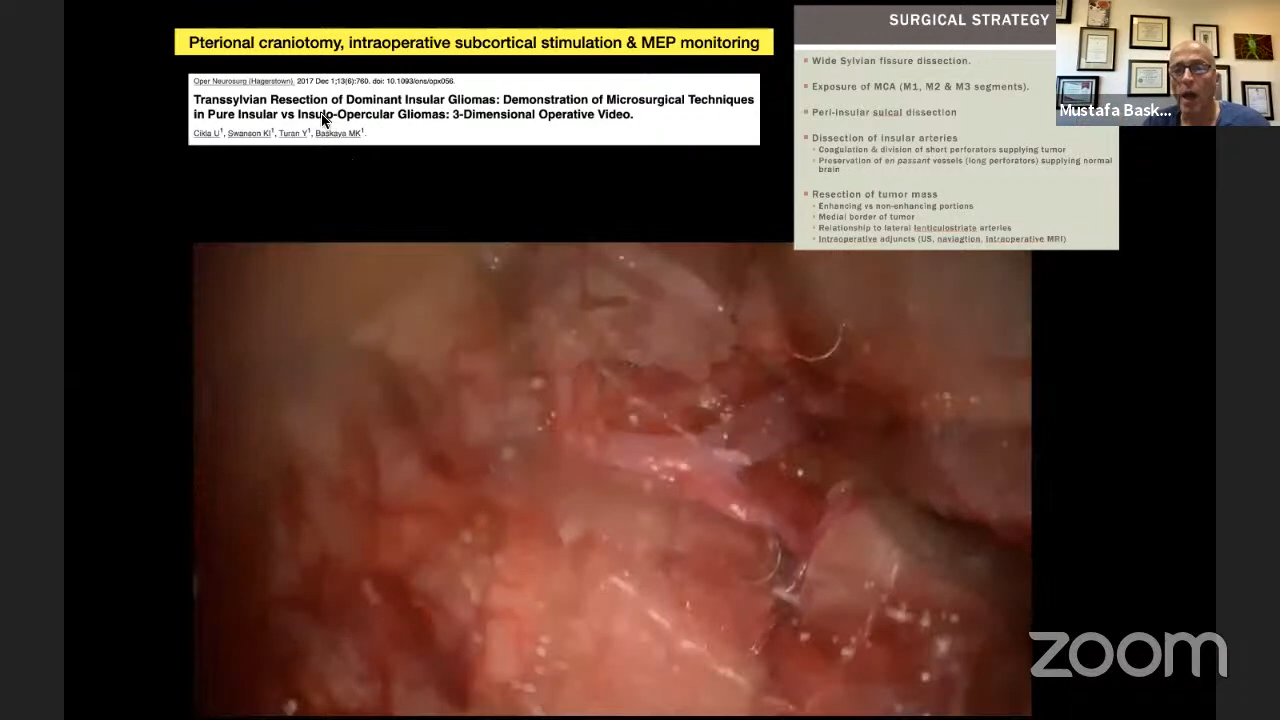 Pterional craniotomy, intraoperative subcortical stimulation & MEP monitoring
Oper Neurosurg (Hagerstown). 2017 Dec 1;13(6):760. doi: 10.1093/ons/opx056.
Transsylvian Resection of Dominant Insular Gliomas: Demonstration of Microsurgical Techniques
in Pure Insular vs Insulo-Opercular Gliomas: 3-Dimensional Operative Video.
Cikla U1, Swanson KI1, Turan Y1, Baskaya MK1.
SURGICAL STRATEGY
Wide Sylvian fissure dissection.
Exposure of MCA (M1, M2 & M3 segments).
Peri-insular sulcal dissection
Dissection of insular arteries
Coagulation & division of short perforators supplying tumor
Preservation of en passant vessels (long perforators) supplying normal
brain
Resection of tumor mass
Enhancing vs non-enhancing portions
Medial border of tumor
Relationship to lateral lenticulostriate arteries
Intraoperative adjuncts (US, naviagtion, Intraoperative MRI)
Mustafa Bask...
zoom